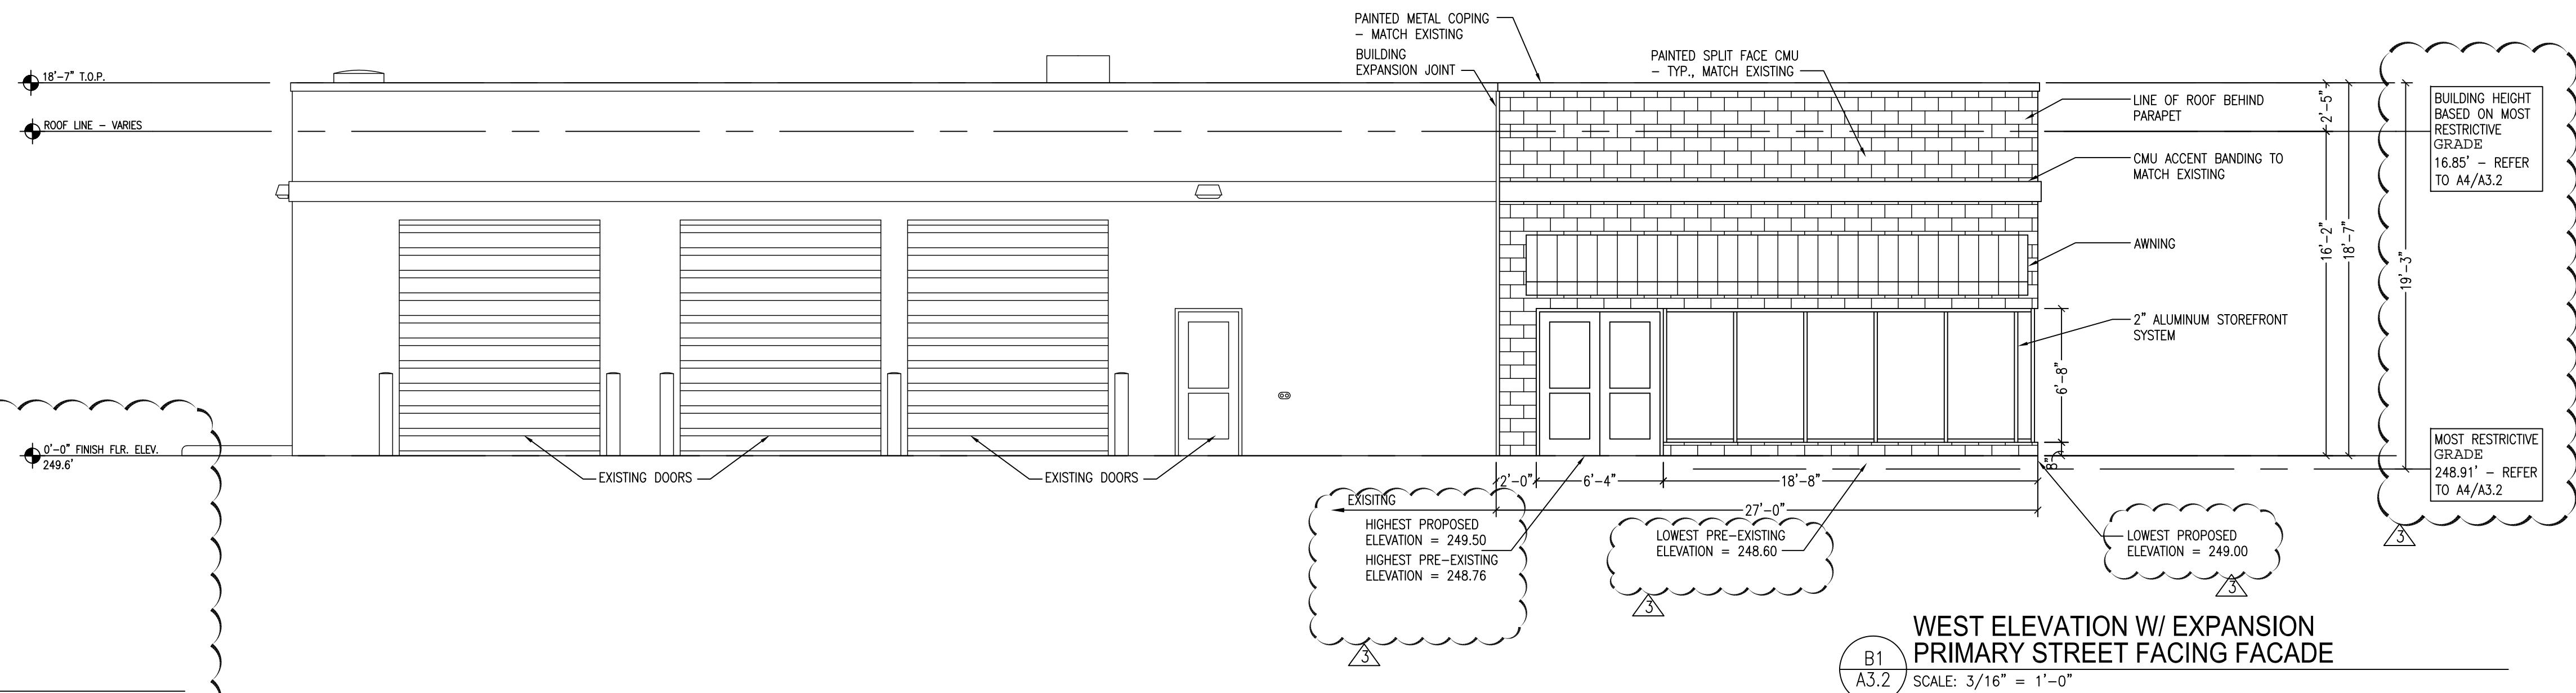 18'-7" T.O.P.
ROOF LINE - VARIES
0'-0" FINISH FLR. ELEV.
249.6'
EXISTING DOORS
EXISTING DOORS
PAINTED METAL COPING
- MATCH EXISTING
BUILDING
EXPANSION JOINT
PAINTED SPLIT FACE CMU
- TYP., MATCH EXISTING
LINE OF ROOF BEHIND
PARAPET
CMU ACCENT BANDING TO
MATCH EXISTING
AWNING
2" ALUMINUM STOREFRONT
SYSTEM
2'-5"
16'-2"
18'-7"
19'-3"
6'-8"
8"
BUILDING HEIGHT
BASED ON MOST
RESTRICTIVE
GRADE
16.85' - REFER
TO A4/A3.2
MOST RESTRICTIVE
GRADE
248.91' - REFER
TO A4/A3.2
3
2'-0"
6'-4"
18'-8"
27'-0"
EXISITNG
HIGHEST PROPOSED
ELEVATION = 249.50
HIGHEST PRE-EXISTING
ELEVATION = 248.76
3
LOWEST PRE-EXISTING
ELEVATION = 248.60
3
LOWEST PROPOSED
ELEVATION = 249.00
3
B1
A3.2
WEST ELEVATION W/ EXPANSION
PRIMARY STREET FACING FACADE
SCALE: 3/16" = 1'-0"